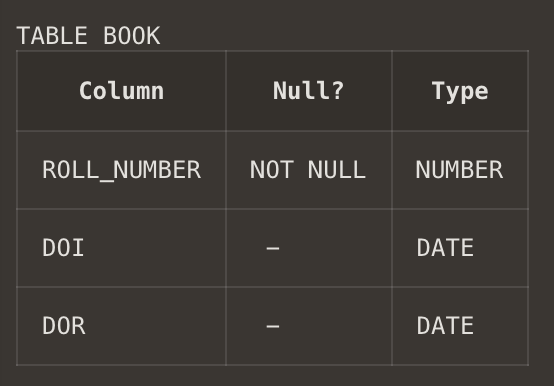 TABLE BOOK
Column Null? Type
ROLL_NUMBER NOT NULL NUMBER
DOI – DATE
DOR – DATE